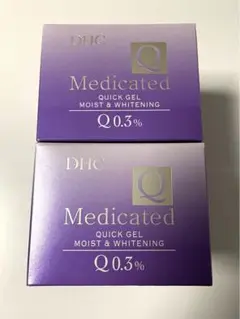 DHC
Q
Medicated
QUICK GEL
MOIST & WHITENING
Q 0.3%
DHC
Q
Medicated
QUICK GEL
MOIST & WHITENING
Q 0.3%